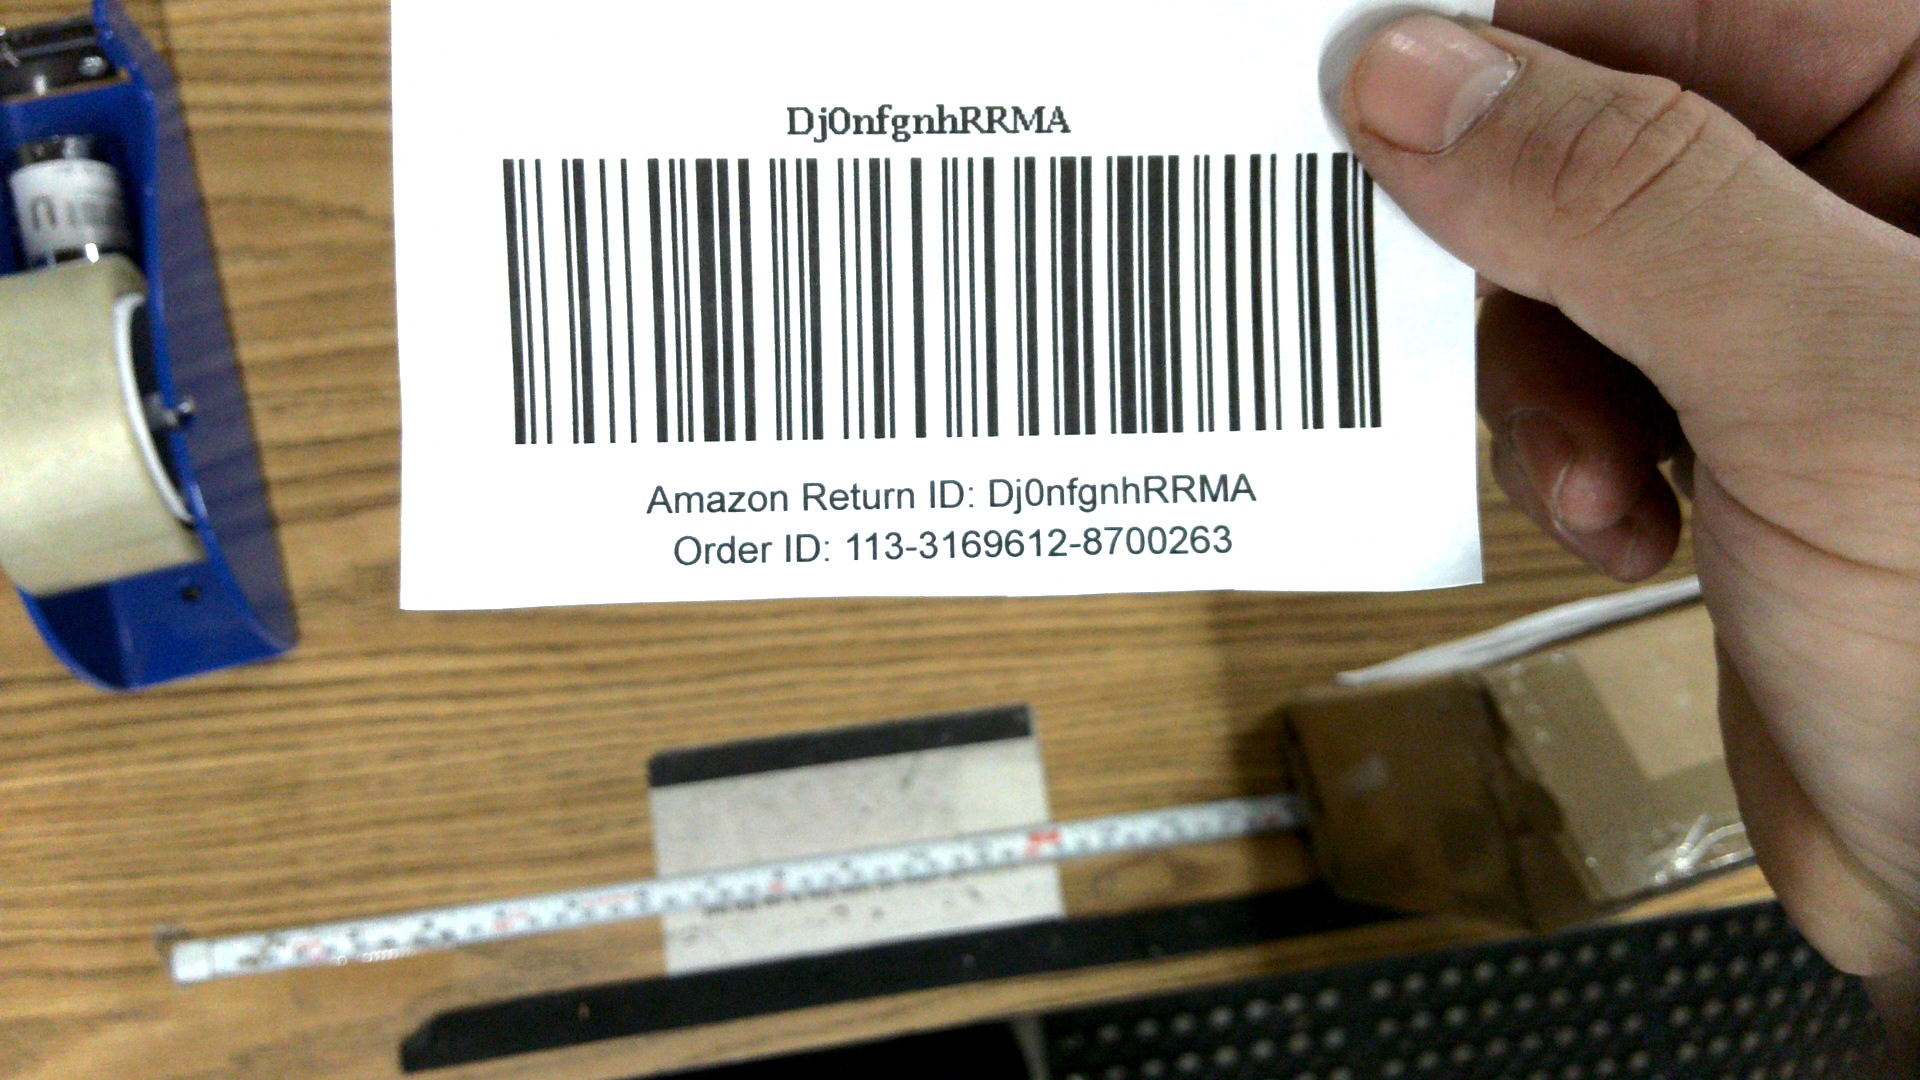 Dj0nfgnhRRMA
Amazon Return ID: Dj0nfgnhRRMA
Order ID: 113-3169612-8700263